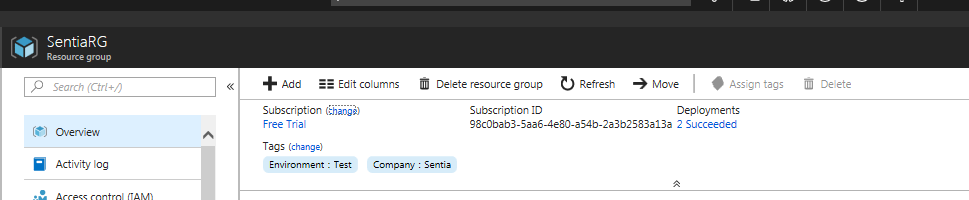 SentiaRG
Resource group
Search (Ctrl+/)
Overview
Activity log
Access control (IAM)
Add Edit columns Delete resource group Refresh Move Assign tags Delete
Subscription (change) Subscription ID Deployments
Free Trial 98c0bab3-5aa6-4e80-a54b-2a3b2583a13a 2 Succeeded
Tags (change)
Environment : Test Company : Sentia